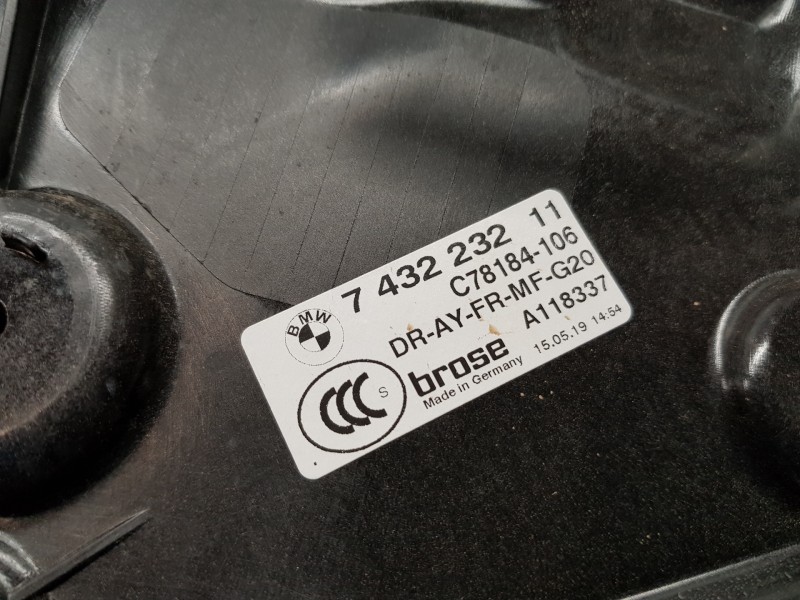 7 432 232 11
C78184-106
BMW
DR-AY-FR-MF-G20
CCC S
brose A118337
Made in Germany 15.05.19 14:54